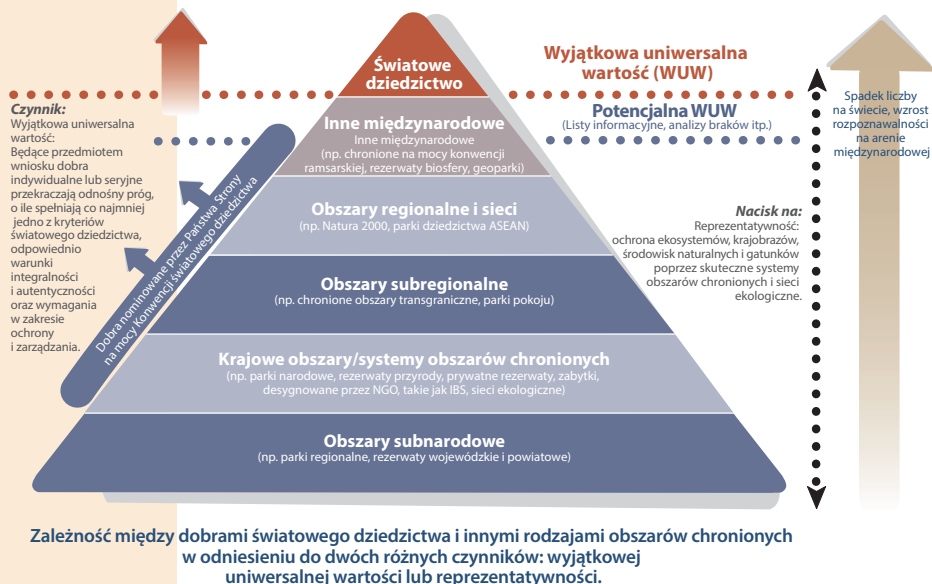 Światowe
dziedzictwo
Wyjątkowa uniwersalna
wartość (WUW)
Czynnik:
Wyjątkowa uniwersalna
wartość:
Będące przedmiotem
wniosku dobra
indywidualne lub seryjne
przekraczają odnośny próg,
o ile spełniają co najmniej
jedno z kryteriów
światowego dziedzictwa,
odpowiednio
warunki
integralności
i autentyczności
oraz wymagania
w zakresie
ochrony
i zarządzania.
Dobra nominowane przez Państwa Strony
na mocy Konwencji światowego dziedzictwa
Inne międzynarodowe
Inne międzynarodowe
(np. chronione na mocy konwencji
ramsarskiej, rezerwaty biosfery, geoparki)
Potencjalna WUW
(Listy informacyjne, analizy braków itp.)
Spadek liczby
na świecie, wzrost
rozpoznawalności
na arenie
międzynarodowej
Obszary regionalne i sieci
(np. Natura 2000, parki dziedzictwa ASEAN)
Nacisk na:
Reprezentatywność:
ochrona ekosystemów, krajobrazów,
środowisk naturalnych i gatunków
poprzez skuteczne systemy
obszarów chronionych i sieci
ekologiczne.
Obszary subregionalne
(np. chronione obszary transgraniczne, parki pokoju)
Krajowe obszary/systemy obszarów chronionych
(np. parki narodowe, rezerwaty przyrody, prywatne rezerwaty, zabytki,
desygnowane przez NGO, takie jak IBS, sieci ekologiczne)
Obszary subnarodowe
(np. parki regionalne, rezerwaty wojewódzkie i powiatowe)
Zależność między dobrami światowego dziedzictwa i innymi rodzajami obszarów chronionych
w odniesieniu do dwóch różnych czynników: wyjątkowej
uniwersalnej wartości lub reprezentatywności.